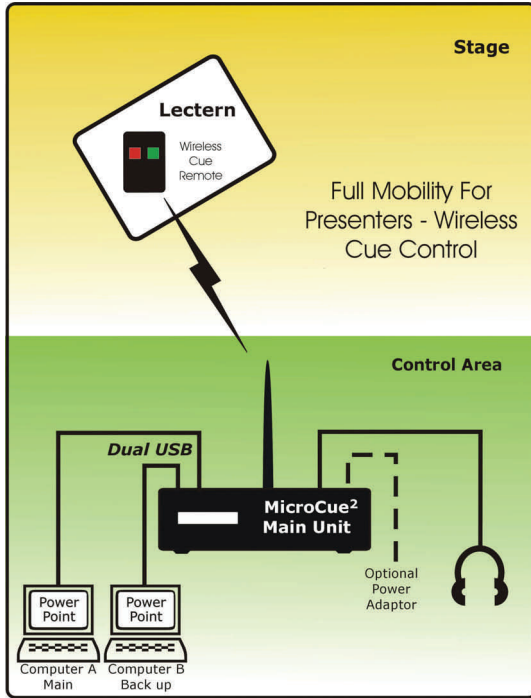 Stage
Lectern
Wireless
Cue
Remote
Full Mobility For
Presenters - Wireless
Cue Control
Control Area
Dual USB
MicroCue²
Main Unit
Optional
Power
Adaptor
Power
Point
Power
Point
Computer A
Main
Computer B
Back up